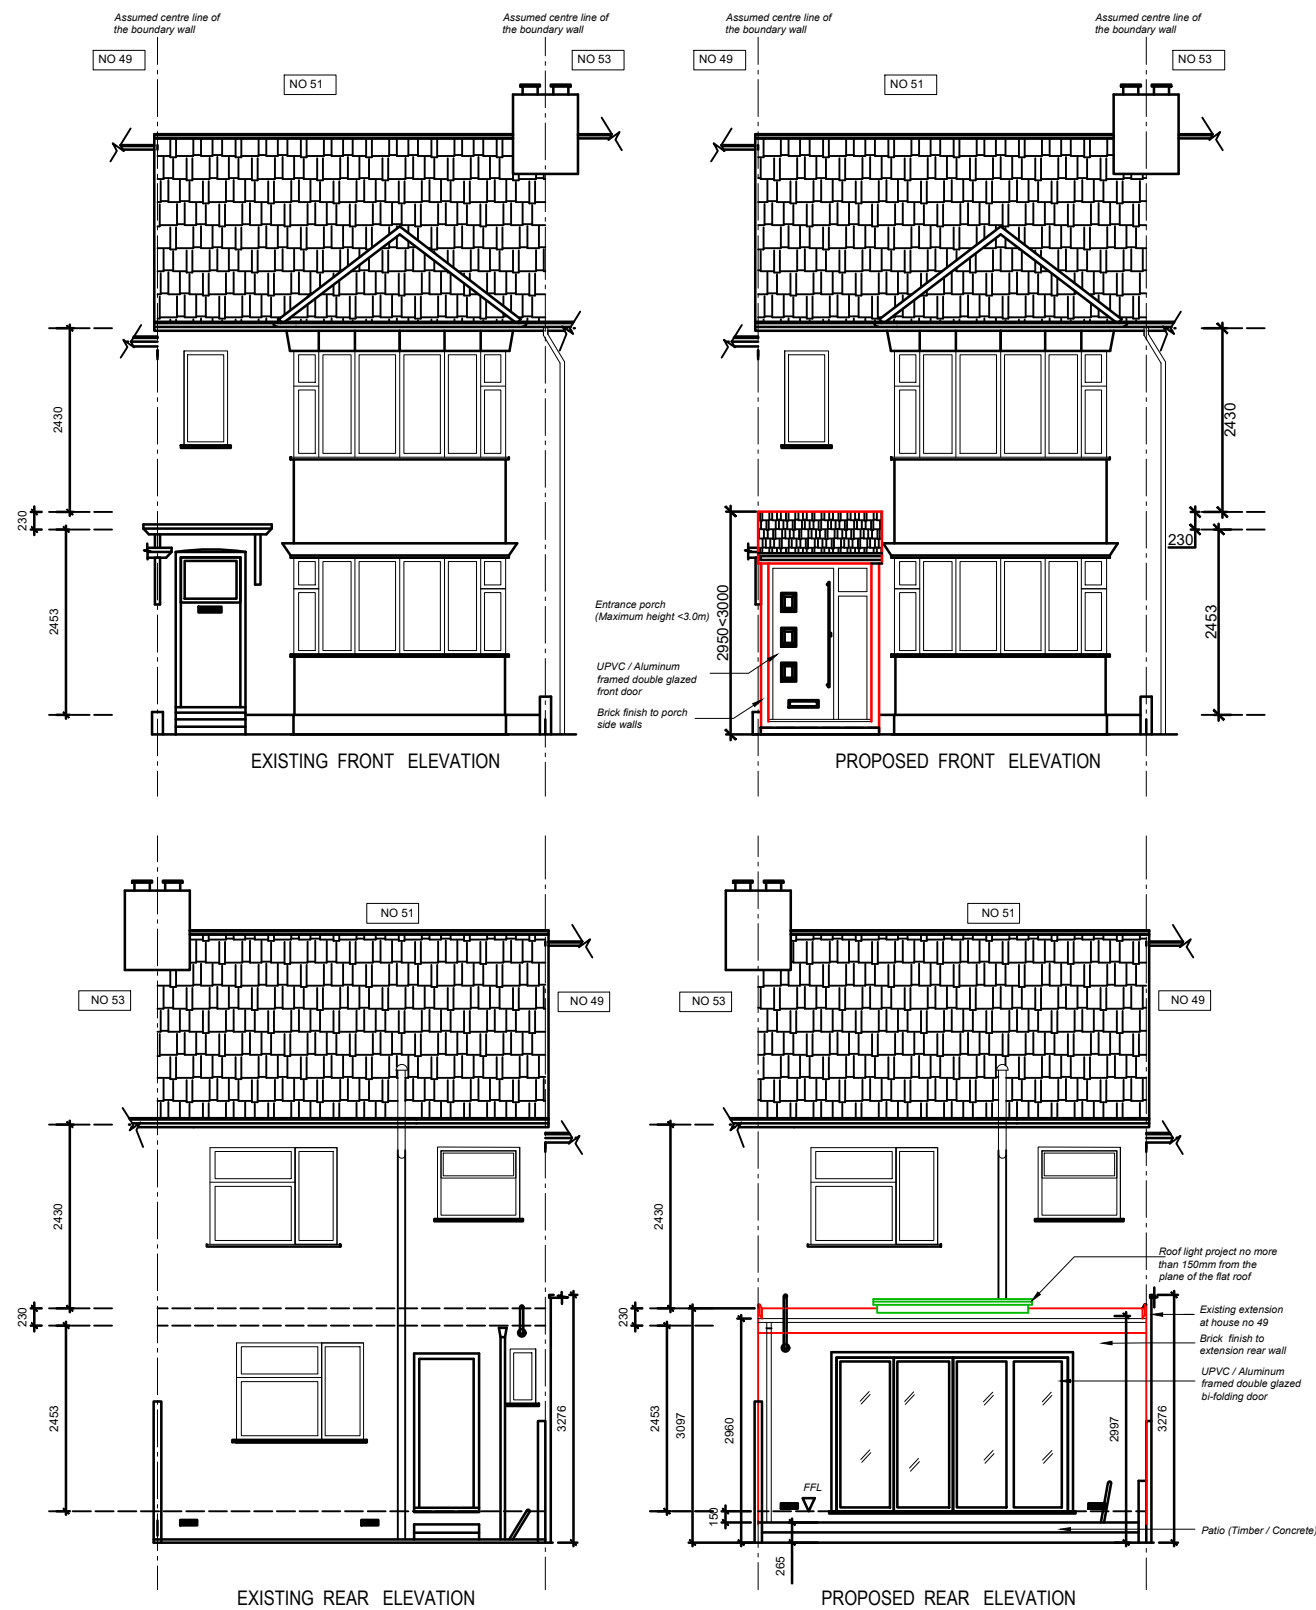 Assumed centre line of
the boundary wall
Assumed centre line of
the boundary wall
NO 49
NO 53
NO 51
2430
230
2453
EXISTING FRONT ELEVATION
Assumed centre line of
the boundary wall
Assumed centre line of
the boundary wall
NO 49
NO 53
NO 51
Entrance porch
(Maximum height <3.0m)
UPVC / Aluminum
framed double glazed
front door
Brick finish to porch
side walls
2950<3000
2430
230
2453
PROPOSED FRONT ELEVATION
NO 51
NO 53
NO 49
2430
230
2453
3276
EXISTING REAR ELEVATION
NO 51
NO 53
NO 49
2430
230
2453
3097
2960
150
265
FFL
2997
3276
Roof light project no more
than 150mm from the
plane of the flat roof
Existing extension
at house no 49
Brick finish to
extension rear wall
UPVC / Aluminum
framed double glazed
bi-folding door
Patio (Timber / Concrete)
PROPOSED REAR ELEVATION